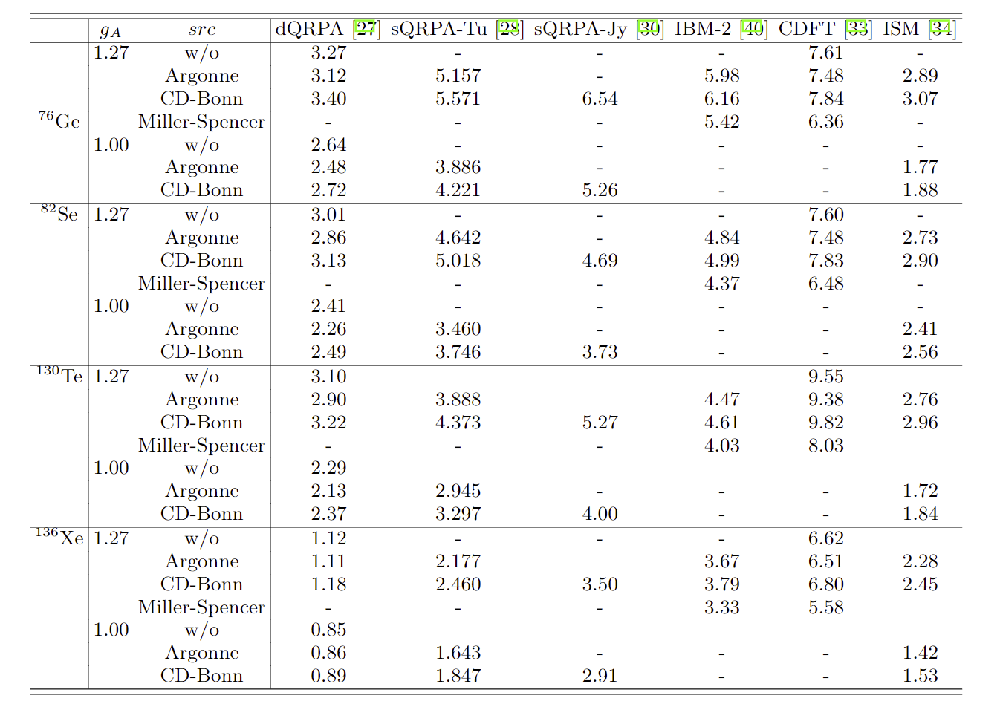 g_A src dQRPA [27] sQRPA-Tu [28] sQRPA-Jy [30] IBM-2 [40] CDFT [33] ISM [34]
1.27 w/o 3.27 - - - 7.61 -
Argonne 3.12 5.157 - 5.98 7.48 2.89
CD-Bonn 3.40 5.571 6.54 6.16 7.84 3.07
⁷⁶Ge Miller-Spencer - - - 5.42 6.36 -
1.00 w/o 2.64 - - - - -
Argonne 2.48 3.886 - - - 1.77
CD-Bonn 2.72 4.221 5.26 - - 1.88
⁸²Se 1.27 w/o 3.01 - - - 7.60 -
Argonne 2.86 4.642 - 4.84 7.48 2.73
CD-Bonn 3.13 5.018 4.69 4.99 7.83 2.90
Miller-Spencer - - - 4.37 6.48 -
1.00 w/o 2.41 - - - - -
Argonne 2.26 3.460 - - - 2.41
CD-Bonn 2.49 3.746 3.73 - - 2.56
¹³⁰Te 1.27 w/o 3.10 9.55
Argonne 2.90 3.888 4.47 9.38 2.76
CD-Bonn 3.22 4.373 5.27 4.61 9.82 2.96
Miller-Spencer - - - 4.03 8.03
1.00 w/o 2.29
Argonne 2.13 2.945 - - - 1.72
CD-Bonn 2.37 3.297 4.00 - - 1.84
¹³⁶Xe 1.27 w/o 1.12 - - - 6.62
Argonne 1.11 2.177 3.67 6.51 2.28
CD-Bonn 1.18 2.460 3.50 3.79 6.80 2.45
Miller-Spencer - - - 3.33 5.58
1.00 w/o 0.85
Argonne 0.86 1.643 - - - 1.42
CD-Bonn 0.89 1.847 2.91 - - 1.53